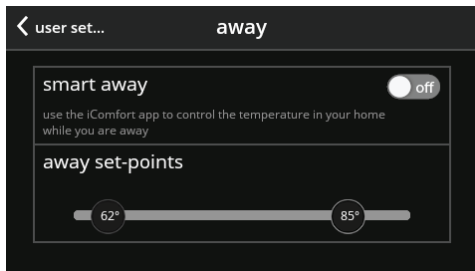 user set...
away
smart away
off
use the iComfort app to control the temperature in your home
while you are away
away set-points
62°
85°